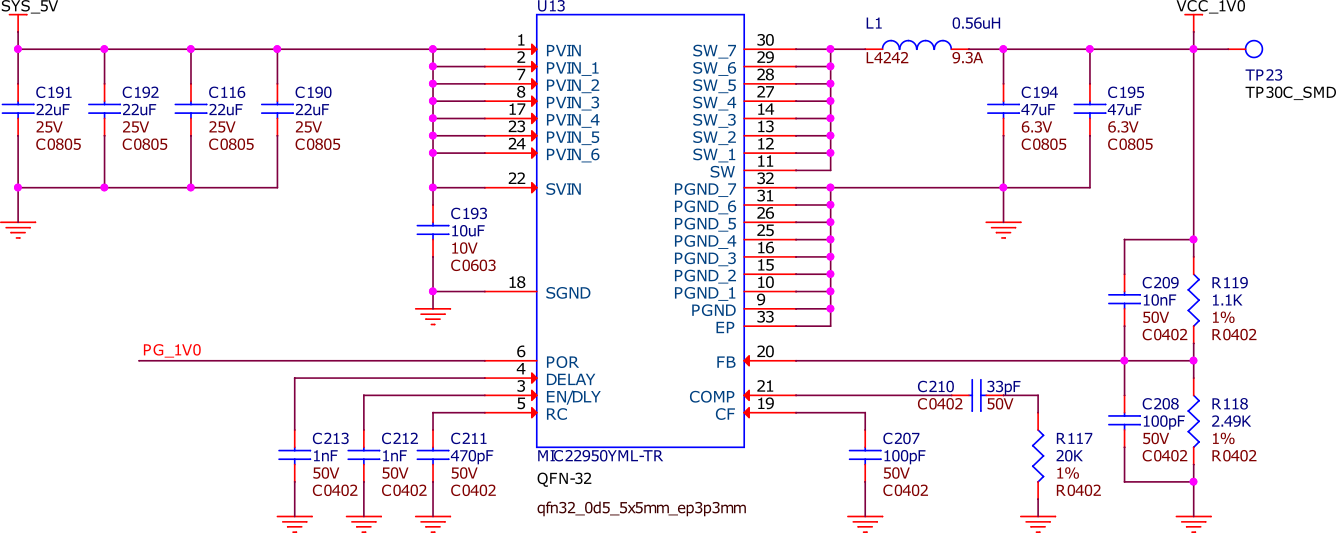 SYS_5V
U13
VCC_1V0
C191
22uF
25V
C0805
C192
22uF
25V
C0805
C116
22uF
25V
C0805
C190
22uF
25V
C0805
1 PVIN
2 PVIN_1
7 PVIN_2
8 PVIN_3
17 PVIN_4
23 PVIN_5
24 PVIN_6
22 SVIN
18 SGND
6 POR
4 DELAY
3 EN/DLY
5 RC
SW_7 30
SW_6 29
SW_5 28
SW_4 27
SW_3 14
SW_2 13
SW_1 12
SW 11
PGND_7 32
PGND_6 31
PGND_5 26
PGND_4 25
PGND_3 16
PGND_2 15
PGND_1 10
PGND 9
EP 33
FB 20
COMP 21
CF 19
L1 0.56uH
L4242 9.3A
TP23
TP30C_SMD
C194
47uF
6.3V
C0805
C195
47uF
6.3V
C0805
C193
10uF
10V
C0603
C209
10nF
50V
C0402
R119
1.1K
1%
R0402
PG_1V0
C210 33pF
C0402 50V
C208
100pF
50V
C0402
R118
2.49K
1%
R0402
C213
1nF
50V
C0402
C212
1nF
50V
C0402
C211
470pF
50V
C0402
C207
100pF
50V
C0402
R117
20K
1%
R0402
MIC22950YML-TR
QFN-32
qfn32_0d5_5x5mm_ep3p3mm